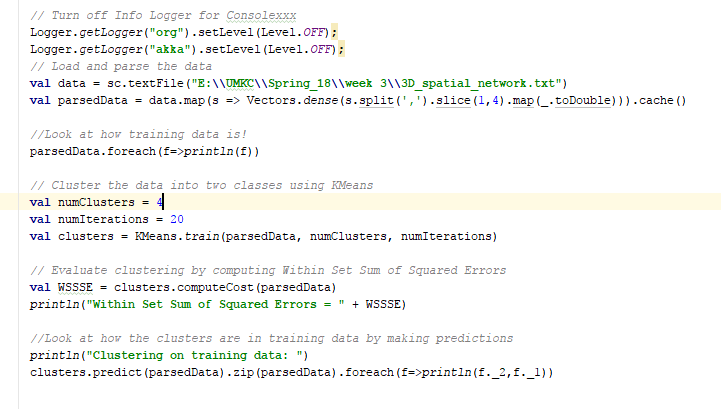 // Turn off Info Logger for Consolexxx
Logger.getLogger("org").setLevel(Level.OFF);
Logger.getLogger("akka").setLevel(Level.OFF);
// Load and parse the data
val data = sc.textFile("E:\\UMKC\\Spring_18\\week 3\\3D_spatial_network.txt")
val parsedData = data.map(s => Vectors.dense(s.split(',').slice(1,4).map(_.toDouble))).cache()
//Look at how training data is!
parsedData.foreach(f=>println(f))
// Cluster the data into two classes using KMeans
val numClusters = 4
val numIterations = 20
val clusters = KMeans.train(parsedData, numClusters, numIterations)
// Evaluate clustering by computing Within Set Sum of Squared Errors
val WSSSE = clusters.computeCost(parsedData)
println("Within Set Sum of Squared Errors = " + WSSSE)
//Look at how the clusters are in training data by making predictions
println("Clustering on training data: ")
clusters.predict(parsedData).zip(parsedData).foreach(f=>println(f._2,f._1))